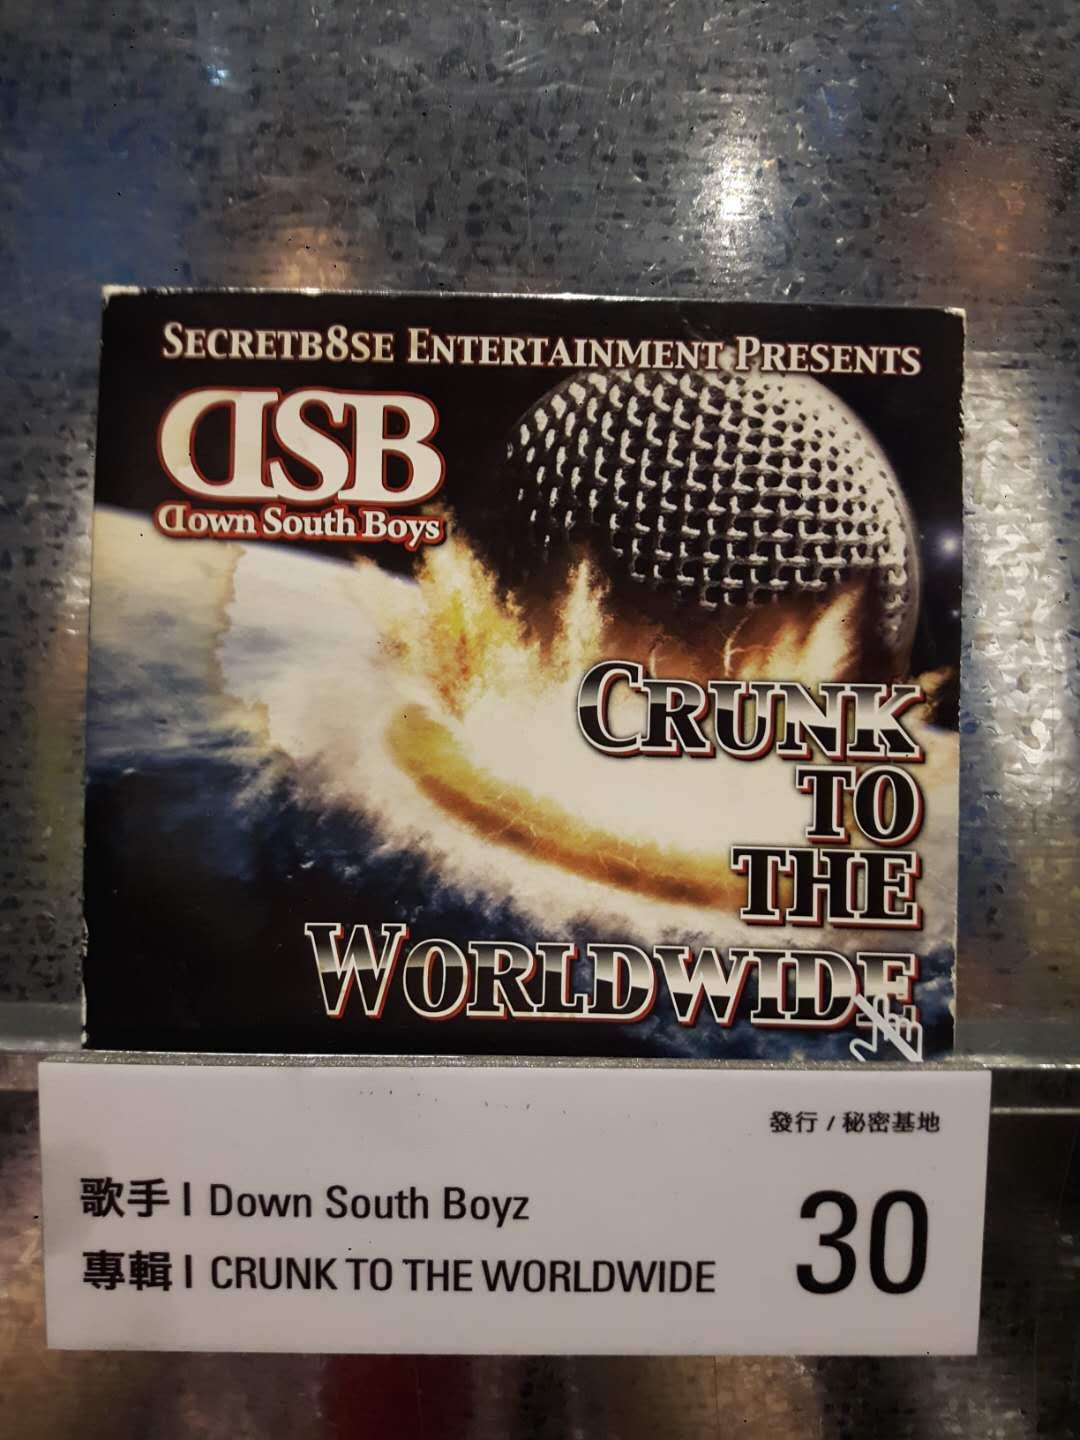 SECRETB8SE ENTERTAINMENT PRESENTS
DSB
Down South Boys
CRUNK
TO
THE
WORLDWIDE
發行 / 秘密基地
歌手 | Down South Boyz
專輯 | CRUNK TO THE WORLDWIDE
30